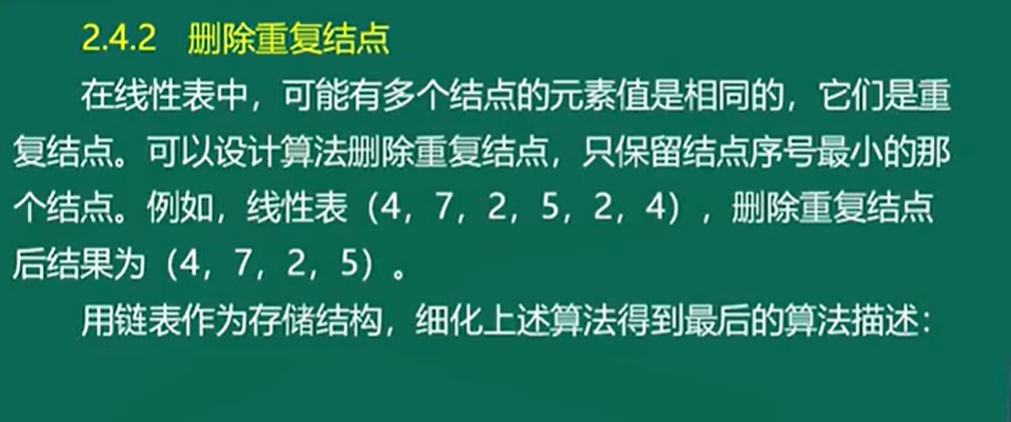 2.4.2 删除重复结点
在线性表中，可能有多个结点的元素值是相同的，它们是重
复结点。可以设计算法删除重复结点，只保留结点序号最小的那
个结点。例如，线性表（4，7，2，5，2，4），删除重复结点
后结果为（4，7，2，5）。
用链表作为存储结构，细化上述算法得到最后的算法描述：